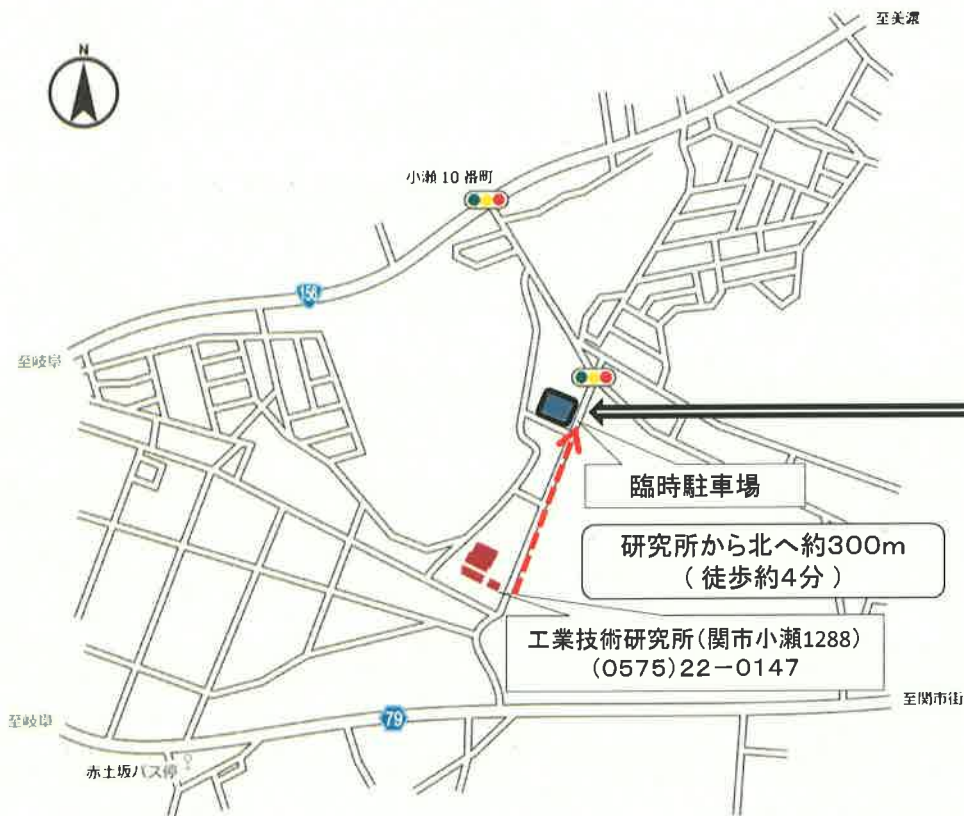 至美濃
N
小瀬10番町
156
至岐阜
臨時駐車場
研究所から北へ約300m
(徒歩約4分)
工業技術研究所(関市小瀬1288)
(0575)22-0147
至関市街
至岐阜
79
赤土坂バス停